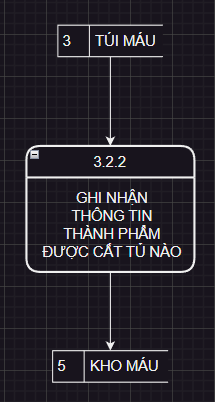 3 TÚI MÁU
3.2.2
GHI NHẬN
THÔNG TIN
THÀNH PHẨM
ĐƯỢC CẤT TỦ NÀO
5 KHO MÁU